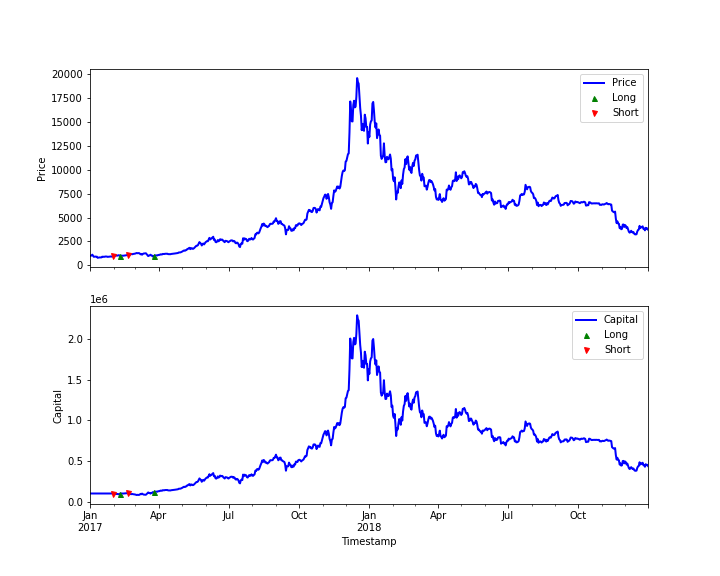 20000
17500
15000
12500
10000
7500
5000
2500
0
Price
Price
Long
Short
1e6
2.0
1.5
1.0
0.5
0.0
Capital
Capital
Long
Short
Jan Apr Jul Oct Jan Apr Jul Oct
2017 2018
Timestamp